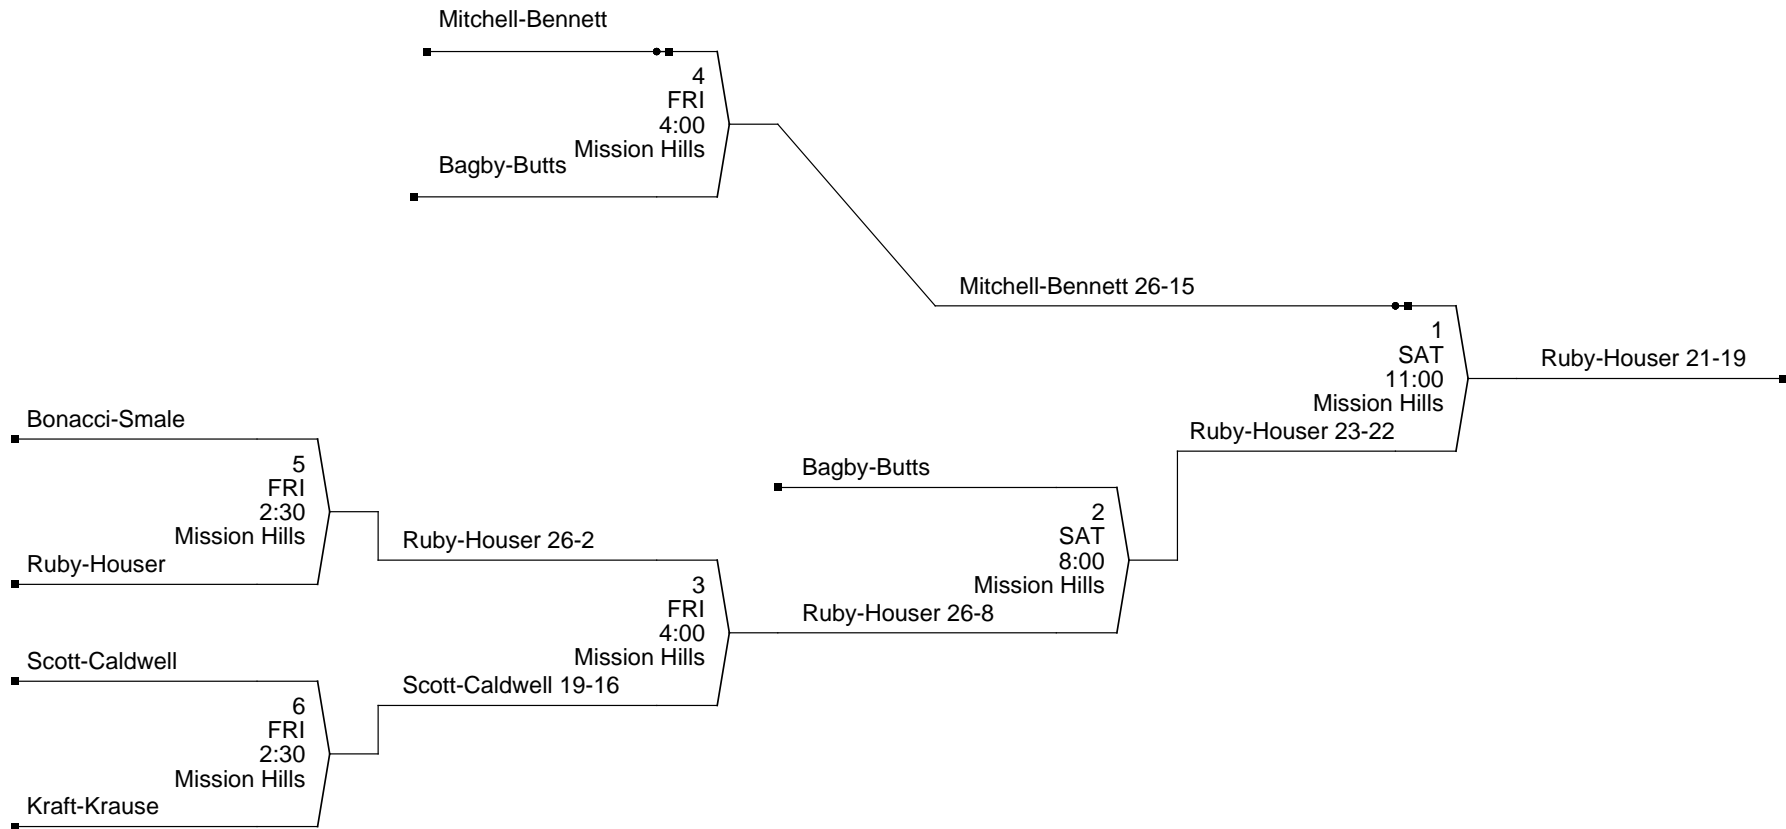 Mitchell-Bennett
4
FRI
4:00
Mission Hills
Bagby-Butts
Mitchell-Bennett 26-15
1
SAT
11:00
Mission Hills
Ruby-Houser 21-19
Ruby-Houser 23-22
Bonacci-Smale
5
FRI
2:30
Mission Hills
Ruby-Houser
Ruby-Houser 26-2
Bagby-Butts
2
SAT
8:00
Mission Hills
3
FRI
4:00
Mission Hills
Ruby-Houser 26-8
Scott-Caldwell
Scott-Caldwell 19-16
6
FRI
2:30
Mission Hills
Kraft-Krause